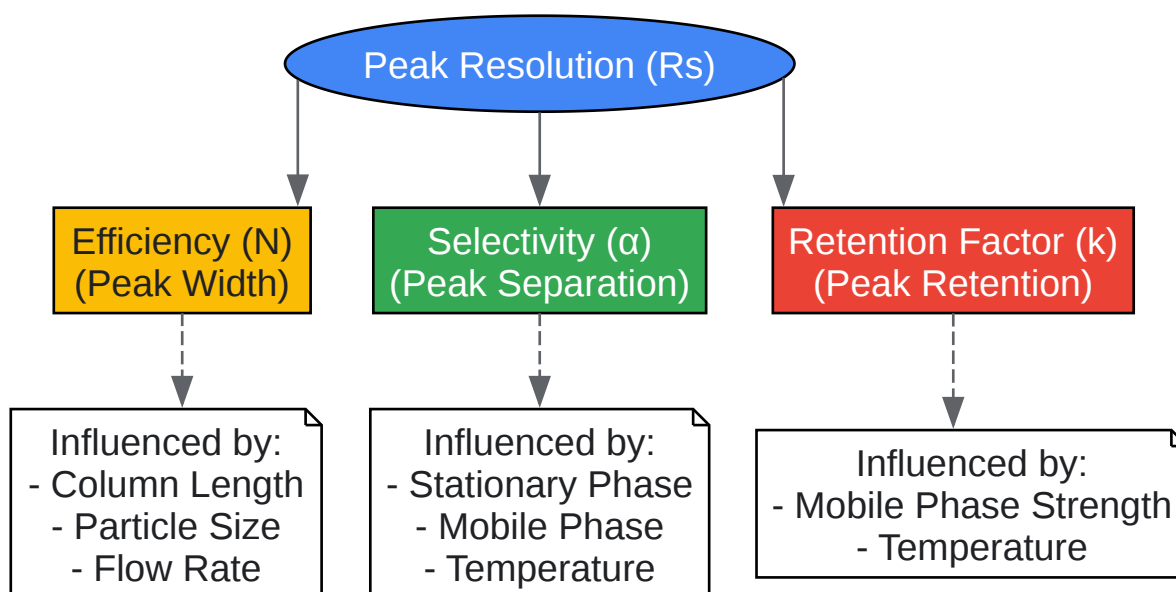 Peak Resolution (Rs)
Efficiency (N)
(Peak Width)
Selectivity (α)
(Peak Separation)
Retention Factor (k)
(Peak Retention)
Influenced by:
- Column Length
- Particle Size
- Flow Rate
Influenced by:
- Stationary Phase
- Mobile Phase
- Temperature
Influenced by:
- Mobile Phase Strength
- Temperature